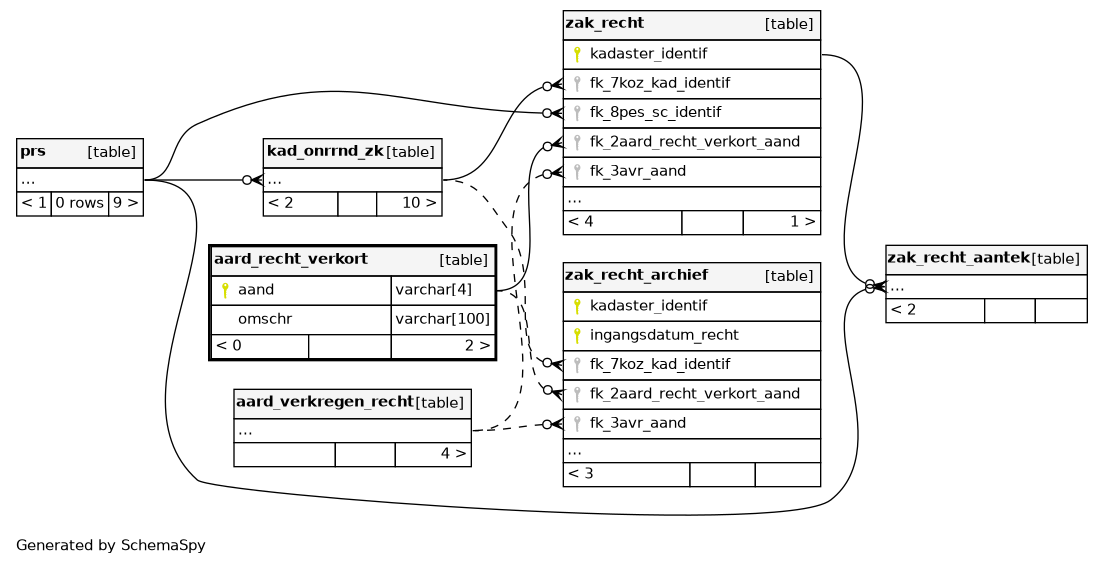 zak_recht [table]
kadaster_identif
fk_7koz_kad_identif
fk_8pes_sc_identif
fk_2aard_recht_verkort_aand
fk_3avr_aand
...
< 4 1 >
prs [table]
...
< 1 0 rows 9 >
kad_onrrnd_zk [table]
...
< 2 10 >
aard_recht_verkort [table]
aand varchar[4]
omschr varchar[100]
< 0 2 >
zak_recht_archief [table]
kadaster_identif
ingangsdatum_recht
fk_7koz_kad_identif
fk_2aard_recht_verkort_aand
fk_3avr_aand
...
< 3
zak_recht_aantek [table]
...
< 2
aard_verkregen_recht [table]
...
4 >
Generated by SchemaSpy